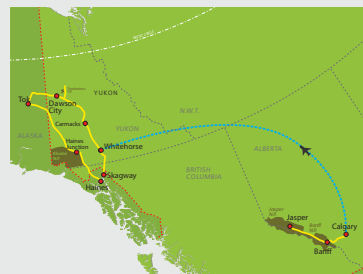 YUKON
Tok
Dawson
City
N.W.T.
Carmacks
YUKON
ALASKA
Haines
Junction
Whitehorse
ALBERTA
Skagway
BRITISH
COLUMBIA
Haines
Jasper
Calgary
Banff